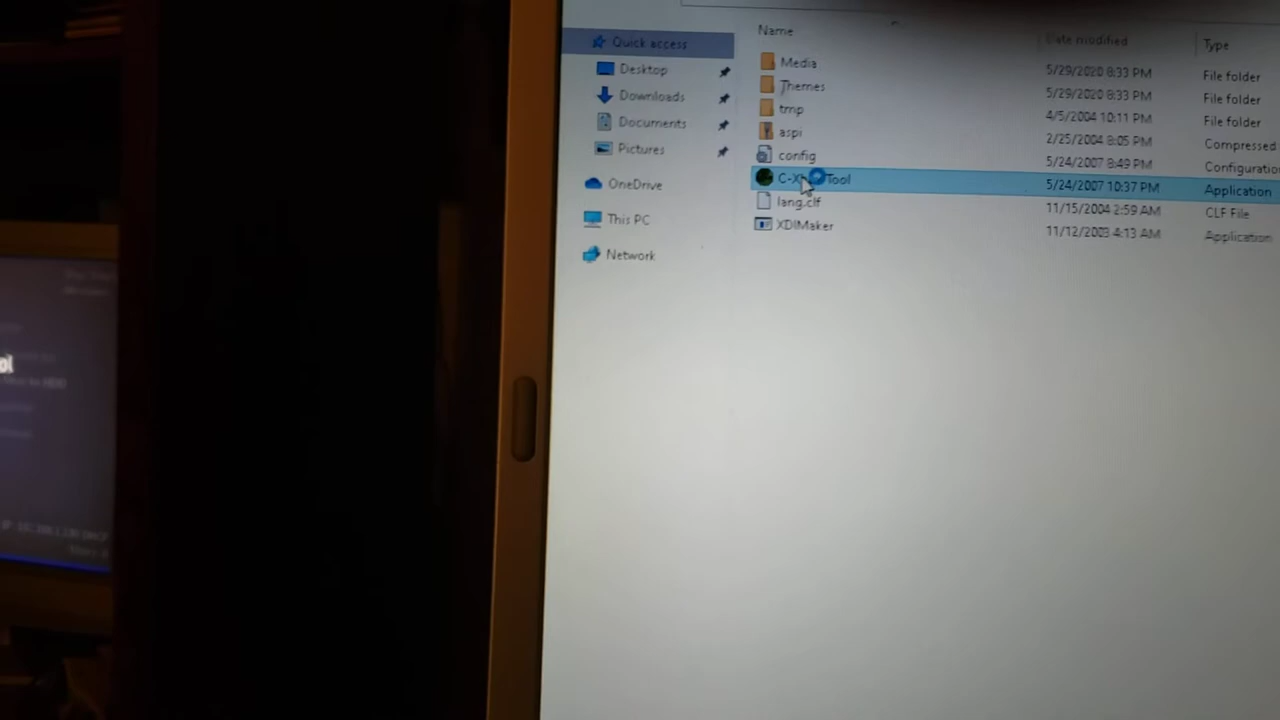 Name Date modified Type
Quick access
Desktop
Downloads
Documents
Pictures
OneDrive
This PC
Network
Media 5/29/2020 8:33 PM File folder
Themes 5/29/2020 8:33 PM File folder
tmp 4/5/2004 10:11 PM File folder
aspi 2/25/2004 8:05 PM Compressed
config 5/24/2007 8:49 PM Configuratio
Tool 5/24/2007 10:37 PM Application
lang.clf 11/15/2004 2:59 AM CLF File
XDIMaker 11/12/2003 4:13 AM Application
ol